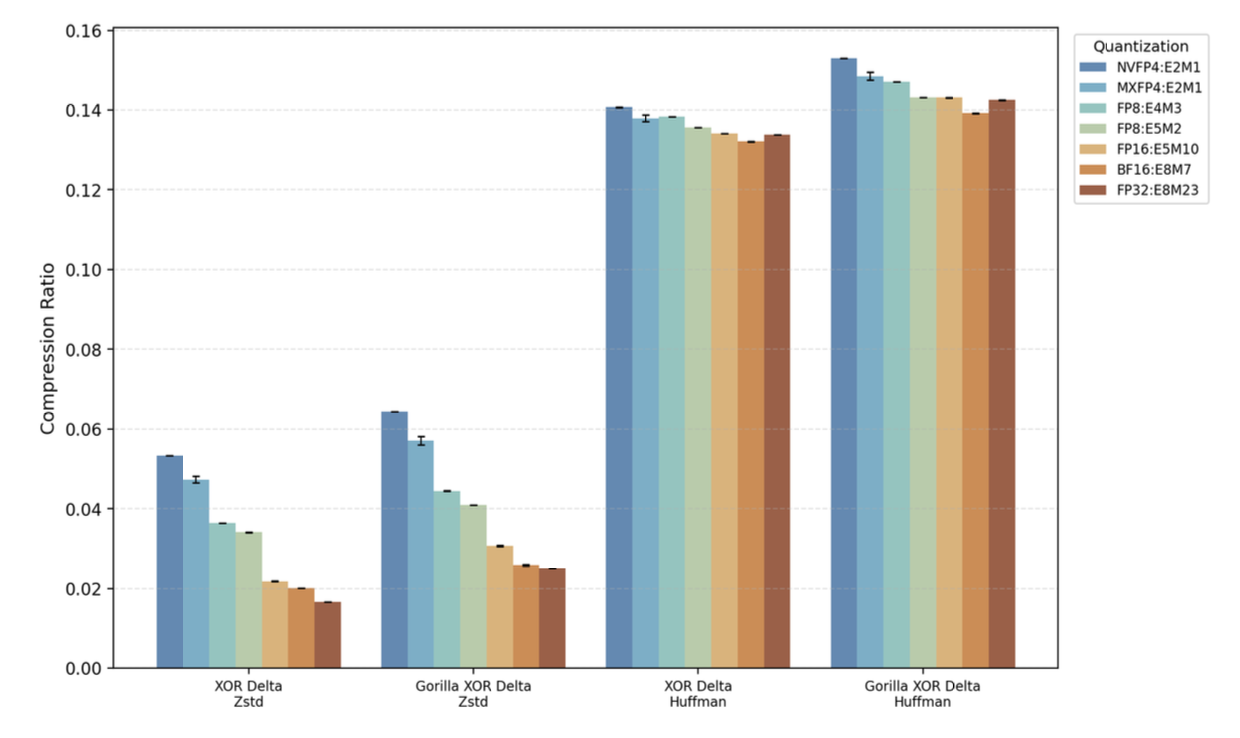 0.16
0.14
0.12
0.10
0.08
0.06
0.04
0.02
0.00
Compression Ratio
XOR Delta
Zstd
Gorilla XOR Delta
Zstd
XOR Delta
Huffman
Gorilla XOR Delta
Huffman
Quantization
NVFP4:E2M1
MXFP4:E2M1
FP8:E4M3
FP8:E5M2
FP16:E5M10
BF16:E8M7
FP32:E8M23